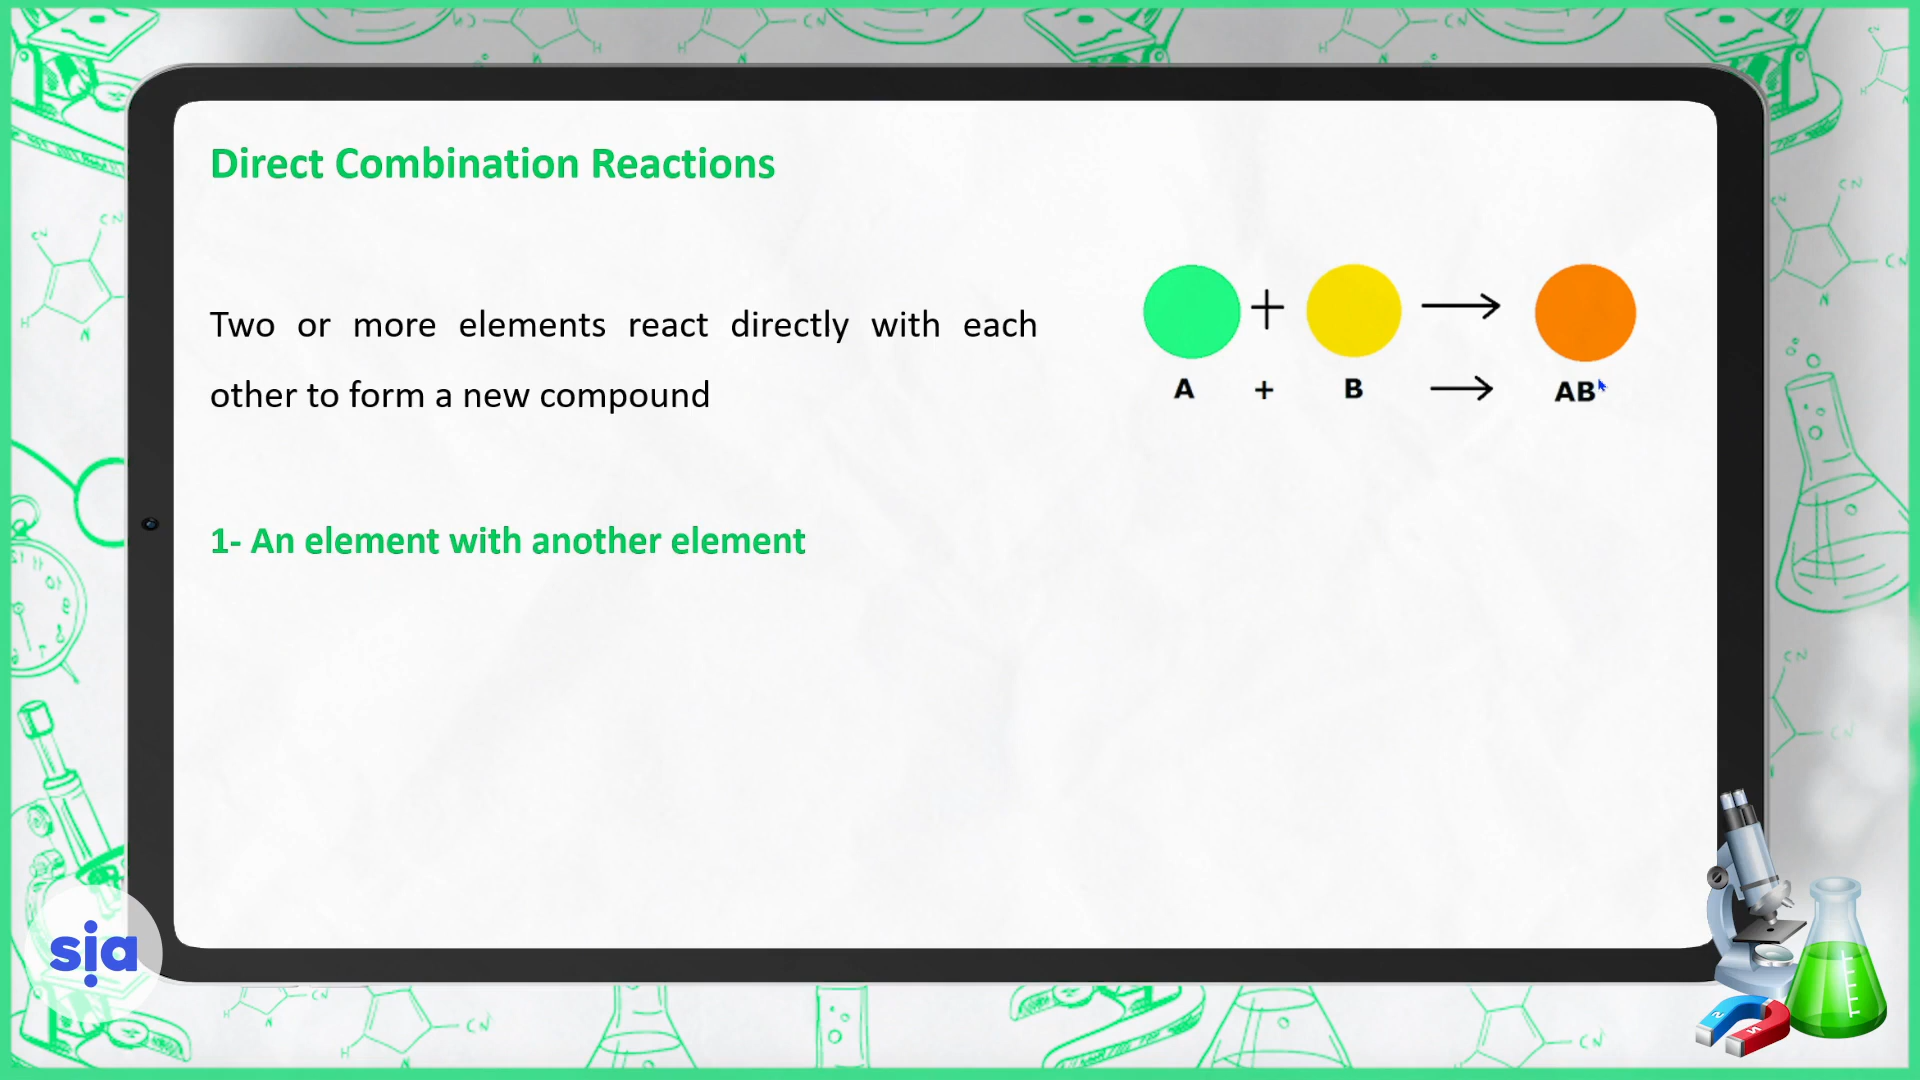 Direct Combination Reactions
Two or more elements react directly with each
other to form a new compound
A + B → AB
1- An element with another element
sia